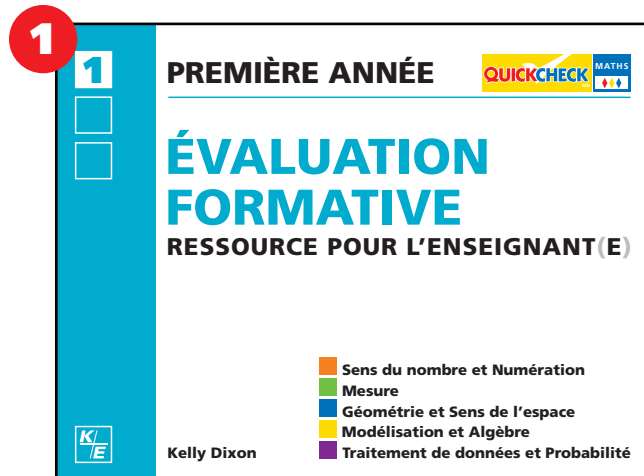 1
1
PREMIÈRE ANNÉE
QUICKCHECK MATHS
ÉVALUATION
FORMATIVE
RESSOURCE POUR L’ENSEIGNANT(E)
Sens du nombre et Numération
Mesure
Géométrie et Sens de l’espace
Modélisation et Algèbre
Traitement de données et Probabilité
K/E
Kelly Dixon